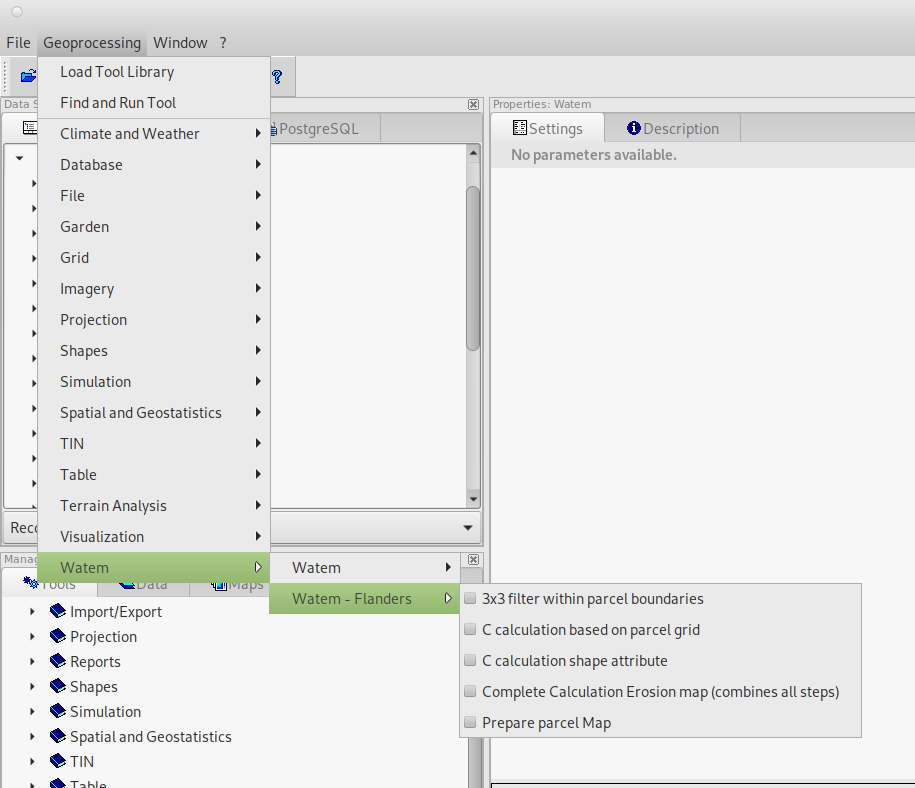 File Geoprocessing Window ?
Load Tool Library
Find and Run Tool
Climate and Weather
Database
File
Garden
Grid
Imagery
Projection
Shapes
Simulation
Spatial and Geostatistics
TIN
Table
Terrain Analysis
Visualization
Watem
Data S
PostgreSQL
Reco
Properties: Watem
Settings Description
No parameters available.
Watem
Watem - Flanders
3x3 filter within parcel boundaries
C calculation based on parcel grid
C calculation shape attribute
Complete Calculation Erosion map (combines all steps)
Prepare parcel Map
Manag
Tools Data Maps
Import/Export
Projection
Reports
Shapes
Simulation
Spatial and Geostatistics
TIN
Table